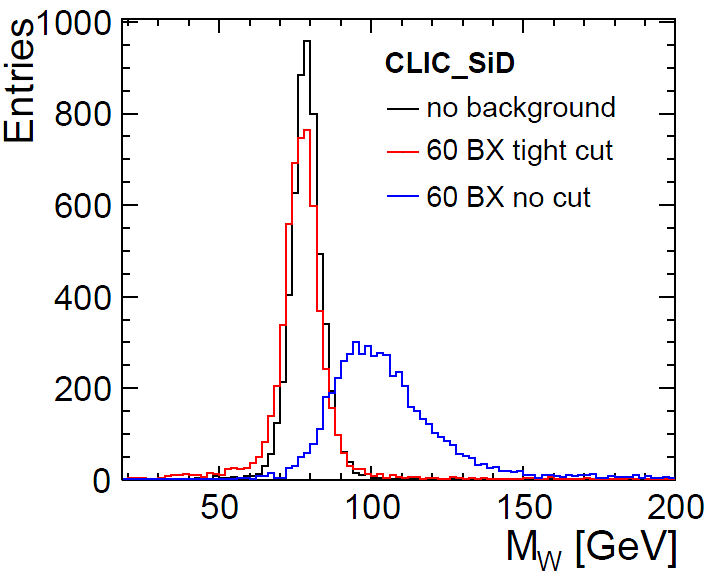 Entries
1000
800
600
400
200
0
CLIC_SiD
no background
60 BX tight cut
60 BX no cut
50
100
150
200
M_W [GeV]